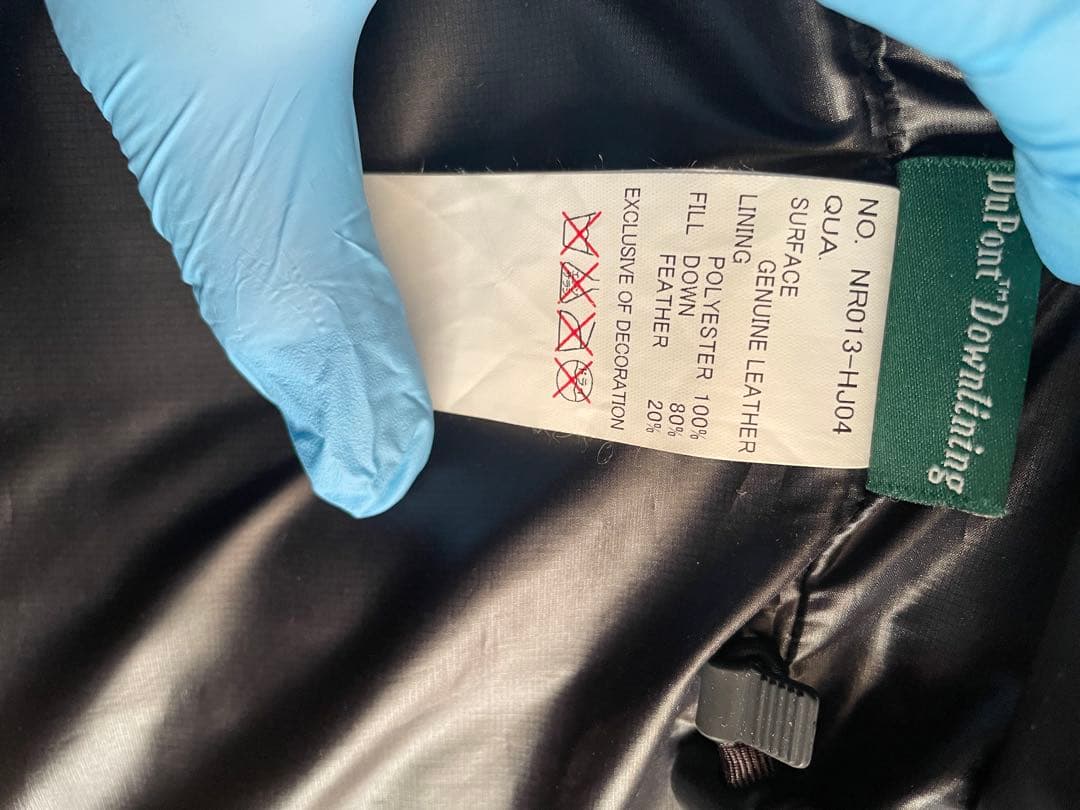 DuPont™ Downlining
NO. NR013-HJ04
QUA.
SURFACE
GENUINE LEATHER
LINING
POLYESTER 100%
FILL DOWN 80%
FEATHER 20%
EXCLUSIVE OF DECORATION